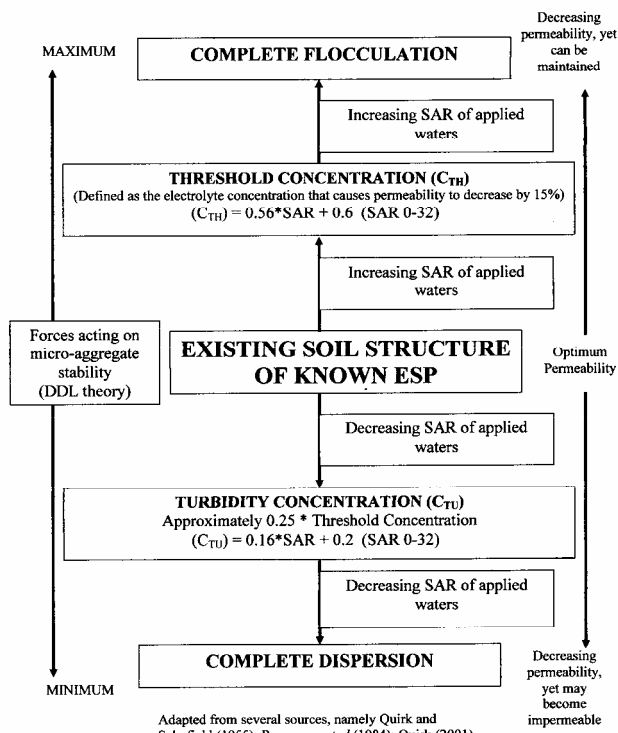 MAXIMUM
COMPLETE FLOCCULATION
Decreasing
permeability, yet
can be
maintained
Increasing SAR of applied
waters
THRESHOLD CONCENTRATION (C_TH)
(Defined as the electrolyte concentration that causes permeability to decrease by 15%)
(C_TH) = 0.56*SAR + 0.6 (SAR 0-32)
Increasing SAR of applied
waters
Forces acting on
micro-aggregate
stability
(DDL theory)
EXISTING SOIL STRUCTURE
OF KNOWN ESP
Optimum
Permeability
Decreasing SAR of applied
waters
TURBIDITY CONCENTRATION (C_TU)
Approximately 0.25 * Threshold Concentration
(C_TU) = 0.16*SAR + 0.2 (SAR 0-32)
Decreasing SAR of applied
waters
COMPLETE DISPERSION
MINIMUM
Decreasing
permeability,
yet may
become
impermeable
Adapted from several sources, namely Quirk and